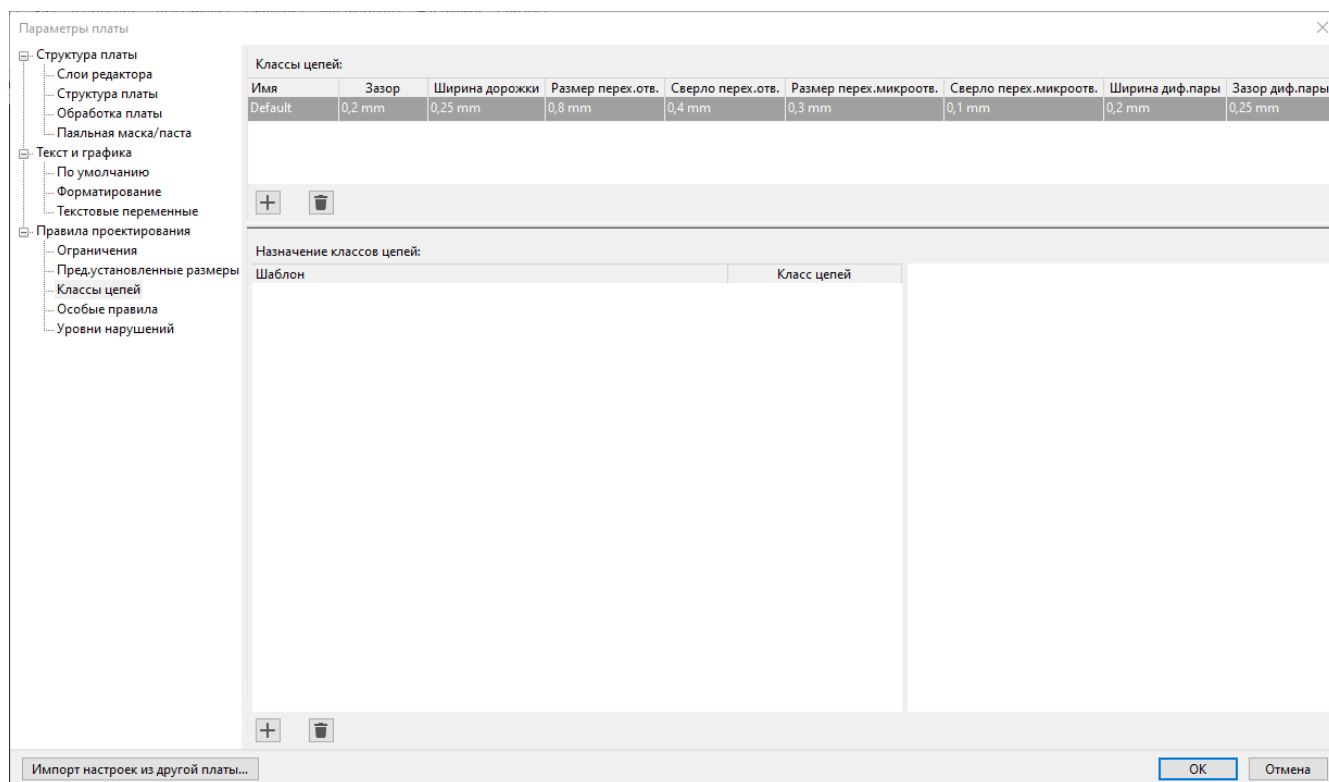 Параметры платы
Структура платы
Слои редактора
Структура платы
Обработка платы
Паяльная маска/паста
Текст и графика
По умолчанию
Форматирование
Текстовые переменные
Правила проектирования
Ограничения
Пред.установленные размеры
Классы цепей
Особые правила
Уровни нарушений
Классы цепей:
Имя Зазор Ширина дорожки Размер перех.отв. Сверло перех.отв. Размер перех.микроотв. Сверло перех.микроотв. Ширина диф.пары Зазор диф.пары
Default 0,2 mm 0,25 mm 0,8 mm 0,4 mm 0,3 mm 0,1 mm 0,2 mm 0,25 mm
Назначение классов цепей:
Шаблон Класс цепей
Импорт настроек из другой платы... OK Отмена